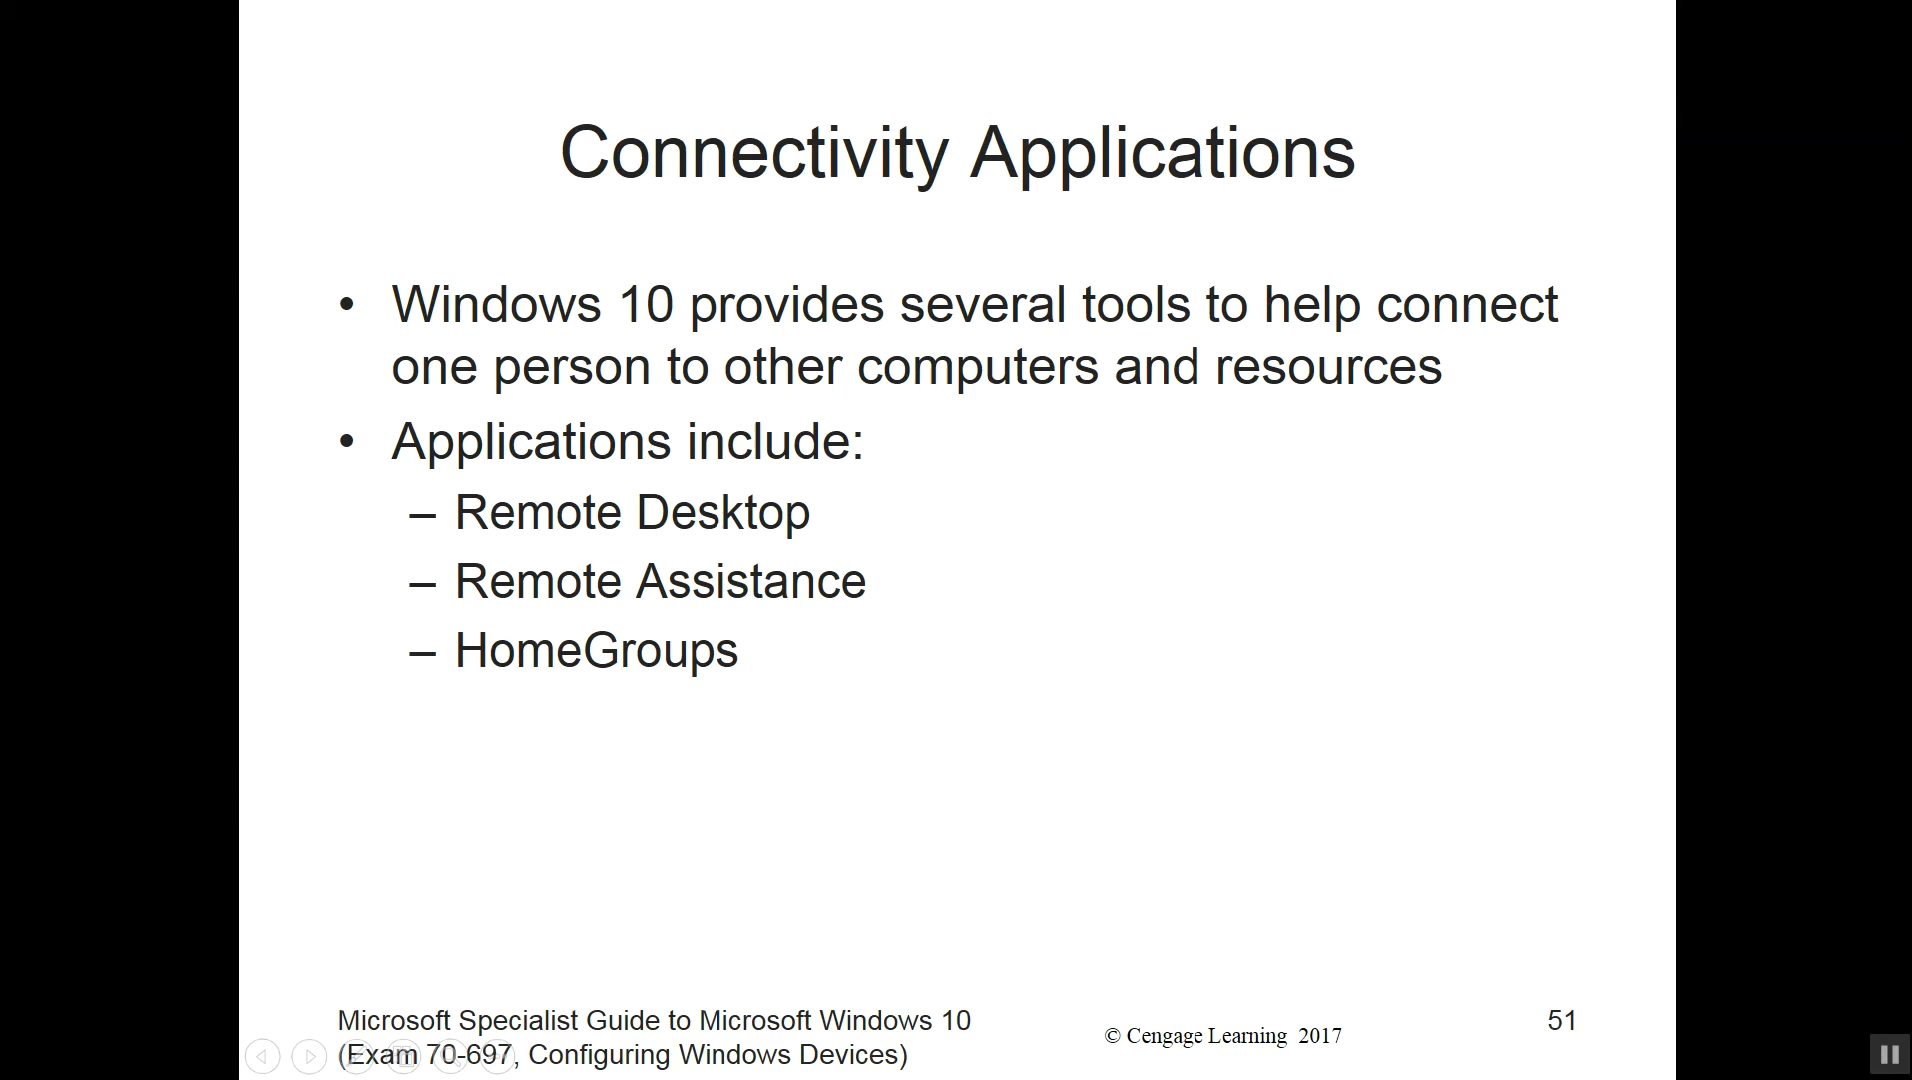 Connectivity Applications
• Windows 10 provides several tools to help connect
one person to other computers and resources
• Applications include:
– Remote Desktop
– Remote Assistance
– HomeGroups
Microsoft Specialist Guide to Microsoft Windows 10
(Exam 70-697, Configuring Windows Devices)
© Cengage Learning 2017
51